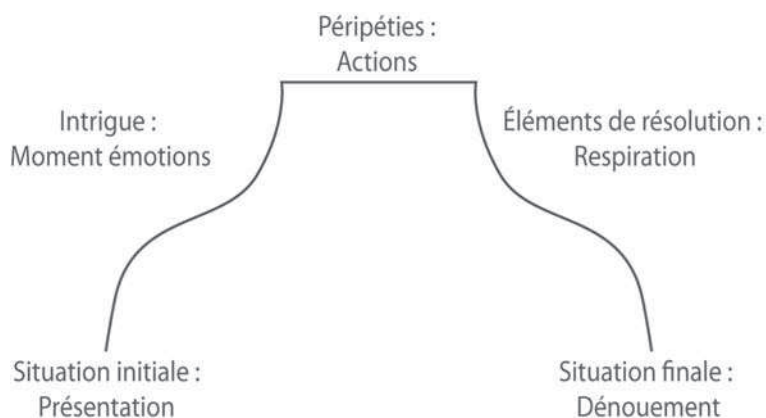 Péripéties :
Actions
Intrigue :
Moment émotions
Éléments de résolution :
Respiration
Situation initiale :
Présentation
Situation finale :
Dénouement